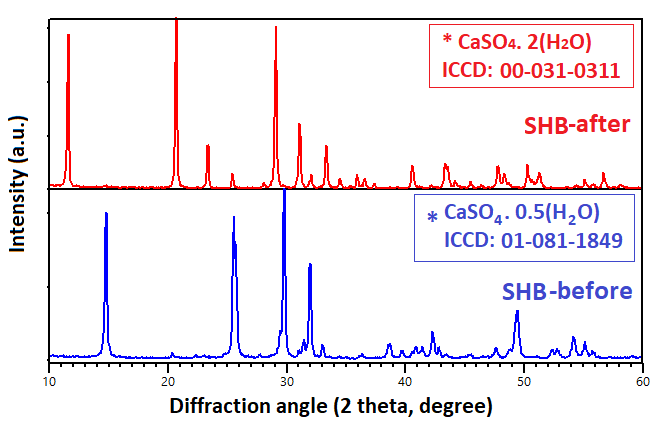 * CaSO₄. 2(H₂O)
ICCD: 00-031-0311
SHB-after
* CaSO₄. 0.5(H₂O)
ICCD: 01-081-1849
SHB-before
Intensity (a.u.)
10 20 30 40 50 60
Diffraction angle (2 theta, degree)